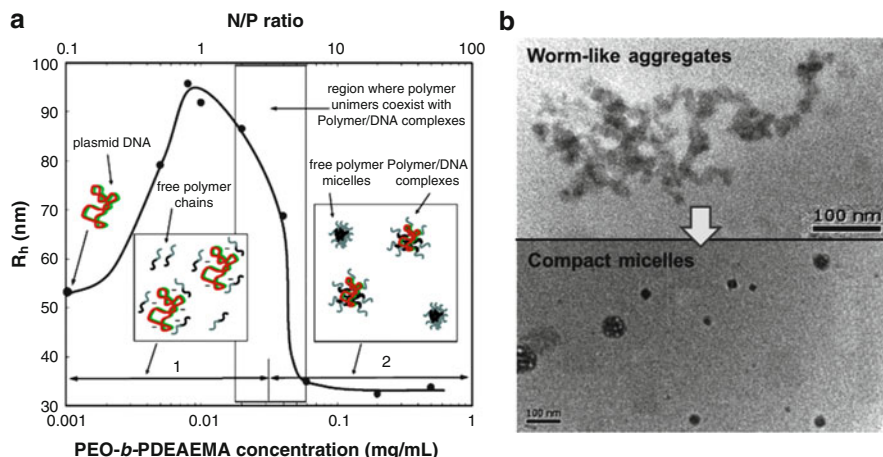 a
N/P ratio
0.1 1 10 100
100
90
80
70
60
50
40
30
R_h (nm)
plasmid DNA
free polymer
chains
region where polymer
unimers coexist with
Polymer/DNA complexes
free polymer
micelles
Polymer/DNA
complexes
1
2
0.001 0.01 0.1 1
PEO-b-PDEAEMA concentration (mg/mL)
b
Worm-like aggregates
100 nm
Compact micelles
100 nm